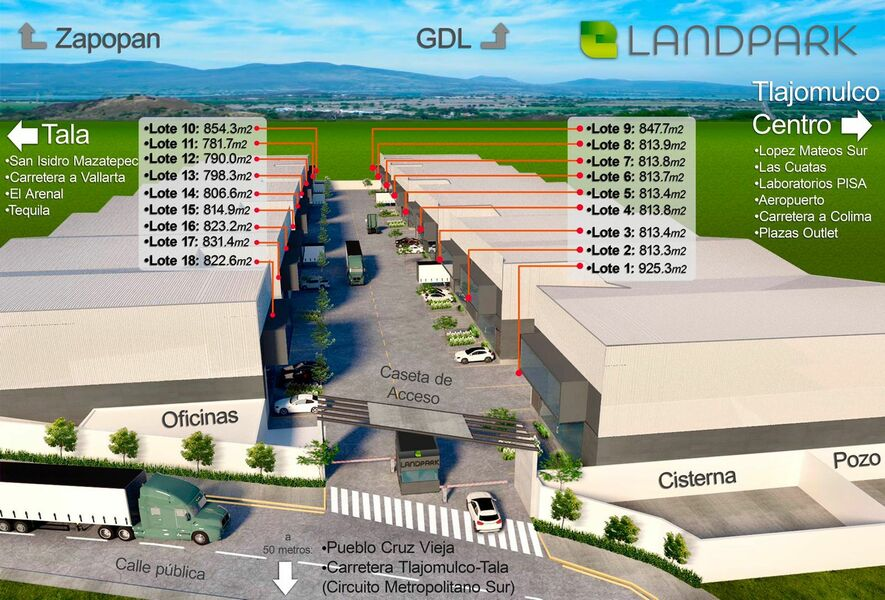 Zapopan
GDL
LANDPARK
Tala
•San Isidro Mazatepec
•Carretera a Vallarta
•El Arenal
•Tequila
•Lote 10: 854.3m2
•Lote 11: 781.7m2
•Lote 12: 790.0m2
•Lote 13: 798.3m2
•Lote 14: 806.6m2
•Lote 15: 814.9m2
•Lote 16: 823.2m2
•Lote 17: 831.4m2
•Lote 18: 822.6m2
•Lote 9: 847.7m2
•Lote 8: 813.9m2
•Lote 7: 813.8m2
•Lote 6: 813.7m2
•Lote 5: 813.4m2
•Lote 4: 813.8m2
•Lote 3: 813.4m2
•Lote 2: 813.3m2
•Lote 1: 925.3m2
Tlajomulco
Centro
•Lopez Mateos Sur
•Las Cuatas
•Laboratorios PISA
•Aeropuerto
•Carretera a Colima
•Plazas Outlet
Caseta de
Acceso
Oficinas
LANDPARK
Cisterna
Pozo
Calle pública
a
50 metros:
•Pueblo Cruz Vieja
•Carretera Tlajomulco-Tala
(Circuito Metropolitano Sur)